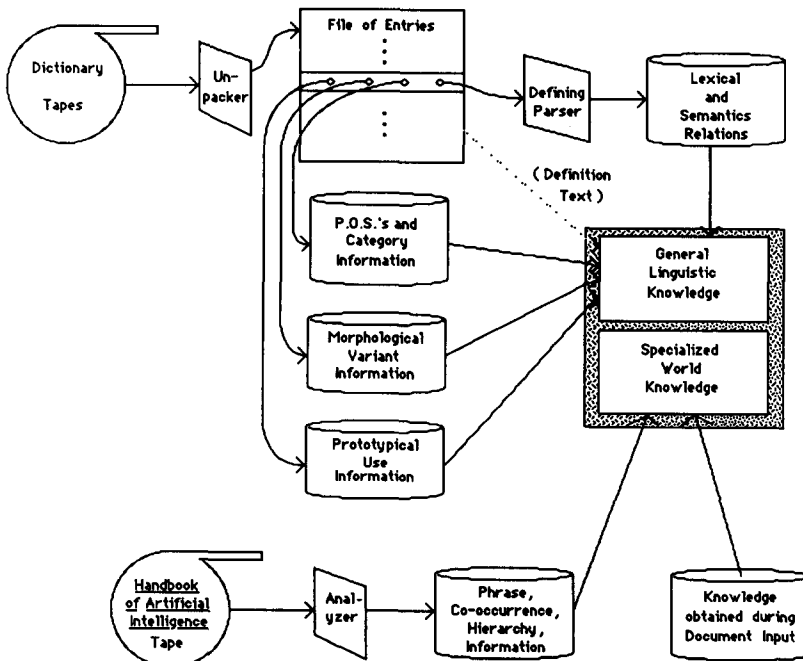 File of Entries
Dictionary
Tapes
Un-
packer
Defining
Parser
Lexical
and
Semantics
Relations
( Definition
Text )
P.O.S.'s and
Category
Information
General
Linguistic
Knowledge
Morphological
Variant
Information
Specialized
World
Knowledge
Prototypical
Use
Information
Handbook
of Artificial
Intelligence
Tape
Anal-
yzer
Phrase,
Co-occurrence,
Hierarchy,
Information
Knowledge
obtained during
Document Input